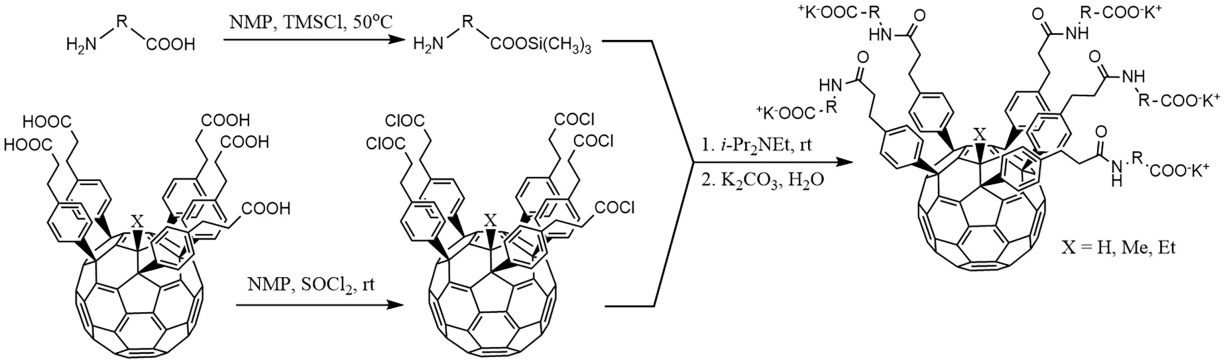 R
H₂N
COOH
NMP, TMSCl, 50°C
R
H₂N
COOSi(CH₃)₃
HOOC
HOOC
COOH
COOH
COOH
X
NMP, SOCl₂, rt
ClOC
ClOC
COCl
COCl
COCl
X
1. i-Pr₂NEt, rt
2. K₂CO₃, H₂O
⁺K⁻OOC-R
HN
O
O
NH
R-COO⁻K⁺
⁺K⁻OOC
R
HN
O
O
NH
R-COO⁻K⁺
O
N
H
R
COO⁻K⁺
X
X = H, Me, Et